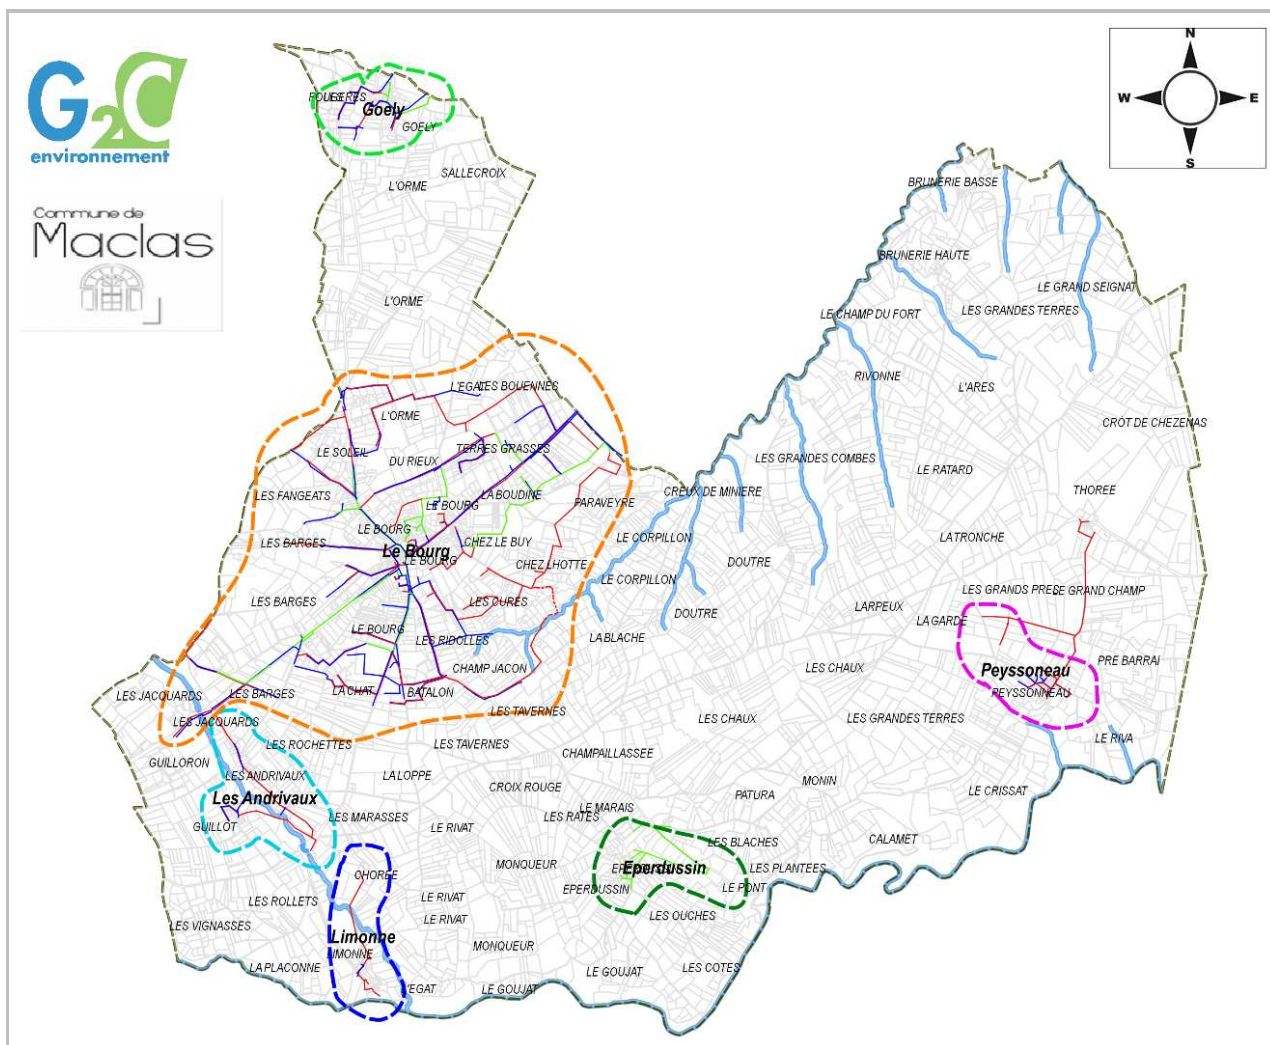 G2C
environnement
Commune de
Maclas
N
W
E
S
Goely
GOELY
SALLECROIX
L'ORME
L'ORME
BRUNERIE BASSE
BRUNERIE HAUTE
LE GRAND SEIGNAT
LE CHAMP DU FORT
LES GRANDES TERRES
RIVONNE
L'ARES
CRÔT DE CHEZENAS
L'EGAT
LES BOUENNES
L'ORME
LE SOLEIL
DU RIEUX
TERRES GRASSES
LES GRANDES COMBES
LE RATARD
THOREE
LES FANGEATS
LE BOURG
LA BOUDINE
PARAVEYRE
CREUX DE MINIERE
LE BOURG
LES BARGES
Le Bourg
LE BOURG
CHEZ LE BUY
LE CORPILLON
LATRONCHE
CHEZ LHOTTE
LE CORPILLON
DOUTRE
LES GRANDS PRES
LE GRAND CHAMP
LES BARGES
LES CURES
DOUTRE
LARPEUX
LA GARDE
LE BOURG
LES RIDOLLES
LA BLACHE
CHAMP JACON
LES CHAUX
Peyssoneau
PEYSSONNEAU
PRE BARRAI
LES JACQUARDS
LES BARGES
LA CHAT
BATALON
LES TAVERNES
LES JACQUARDS
LES CHAUX
LES GRANDES TERRES
LE RIVA
LES ROCHETTES
LES TAVERNES
CHAMPAILLASSEE
GUILLORON
LES ANDRIVAUX
LA LOPPE
CROIX ROUGE
MONIN
LE CRISSAT
Les Andrivaux
PATURA
LE MARAIS
LES MARASSES
LES RATES
GUILLOT
LE RIVAT
CALAMET
LES BLACHES
MONQUEUR
Eperdussin
LES PLANTEES
CHOREE
EPERDUSSIN
LE PONT
LE RIVAT
LES ROLLETS
LES OUCHES
LE RIVAT
LES VIGNASSES
Limonne
LIMONNE
MONQUEUR
LA PLACONNE
LE GOUJAT
LES COTES
L'EGAT
LE GOUJAT